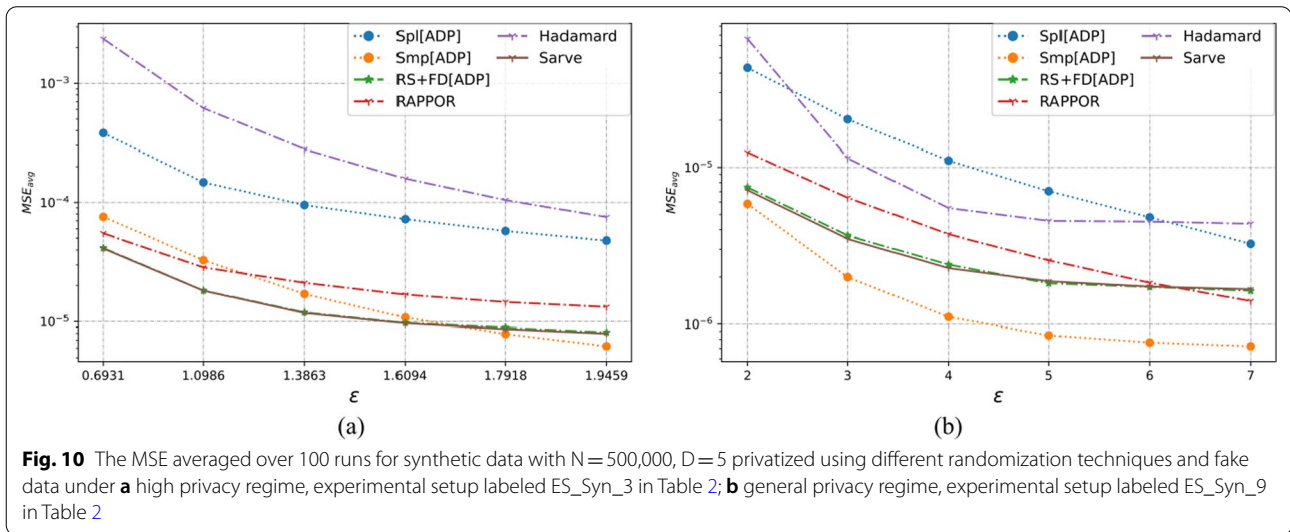 Spl[ADP]
Smp[ADP]
RS+FD[ADP]
RAPPOR
Hadamard
Sarve
10⁻³
10⁻⁴
10⁻⁵
MSEavg
0.6931
1.0986
1.3863
1.6094
1.7918
1.9459
ε
(a)
Spl[ADP]
Smp[ADP]
RS+FD[ADP]
RAPPOR
Hadamard
Sarve
10⁻⁵
10⁻⁶
MSEavg
2
3
4
5
6
7
ε
(b)
Fig. 10 The MSE averaged over 100 runs for synthetic data with N=500,000, D=5 privatized using different randomization techniques and fake
data under a high privacy regime, experimental setup labeled ES_Syn_3 in Table 2; b general privacy regime, experimental setup labeled ES_Syn_9
in Table 2